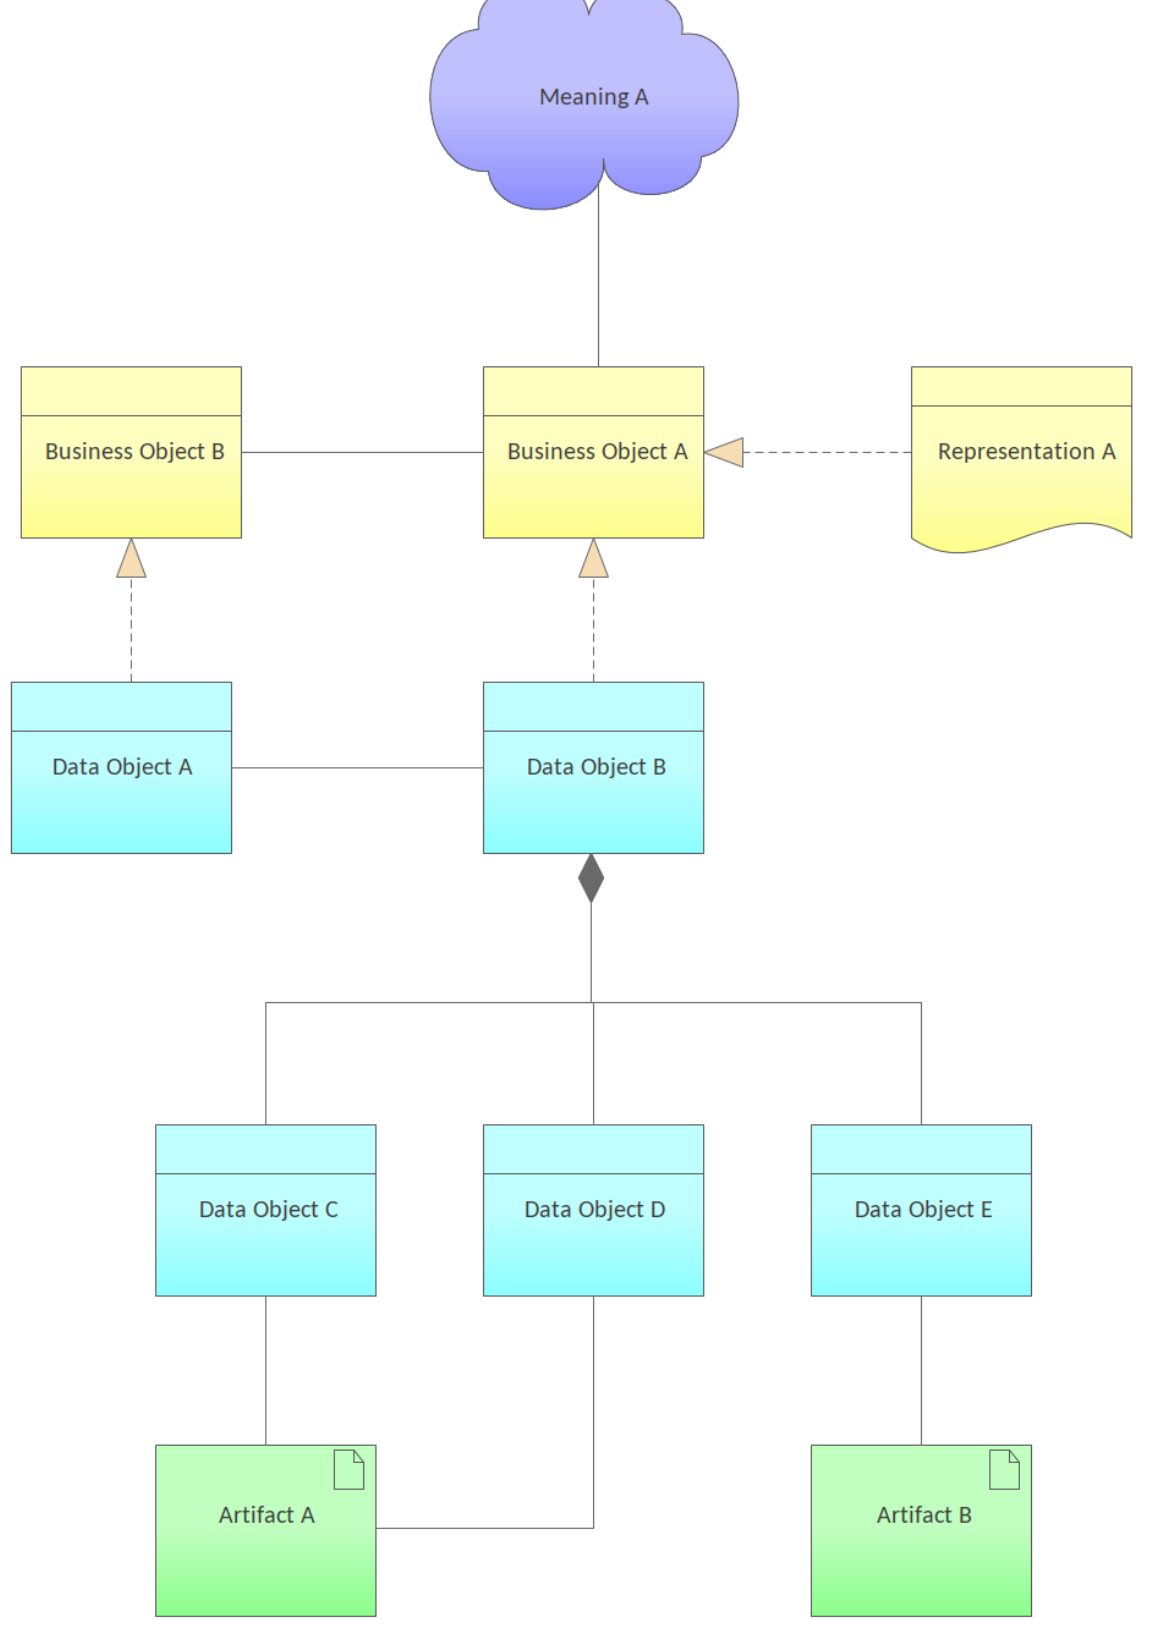 Meaning A
Business Object B
Business Object A
Representation A
Data Object A
Data Object B
Data Object C
Data Object D
Data Object E
Artifact A
Artifact B